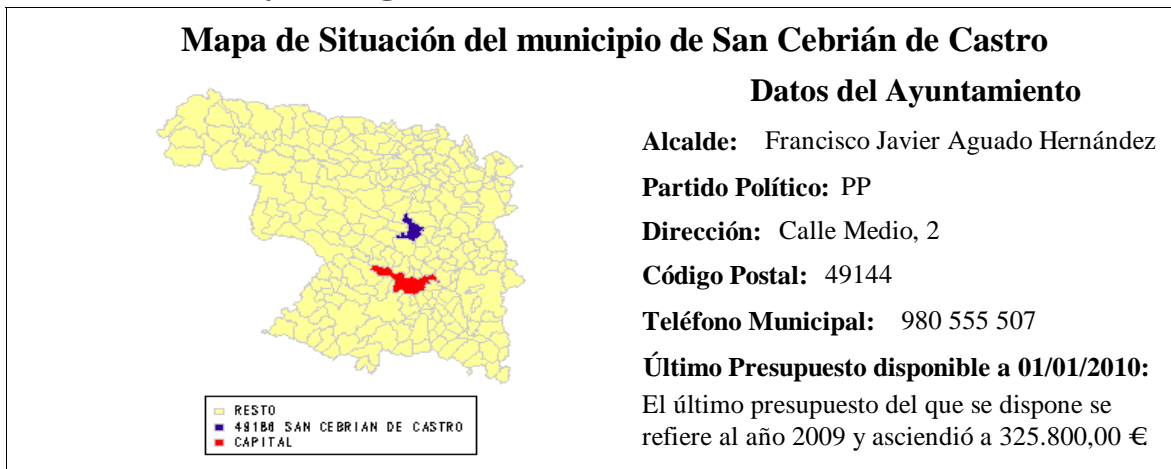 Mapa de Situación del municipio de San Cebrián de Castro
Datos del Ayuntamiento
Alcalde: Francisco Javier Aguado Hernández
Partido Político: PP
Dirección: Calle Medio, 2
Código Postal: 49144
Teléfono Municipal: 980 555 507
Último Presupuesto disponible a 01/01/2010:
El último presupuesto del que se dispone se
refiere al año 2009 y asciendió a 325.800,00 €
RESTO
49186 SAN CEBRIAN DE CASTRO
CAPITAL